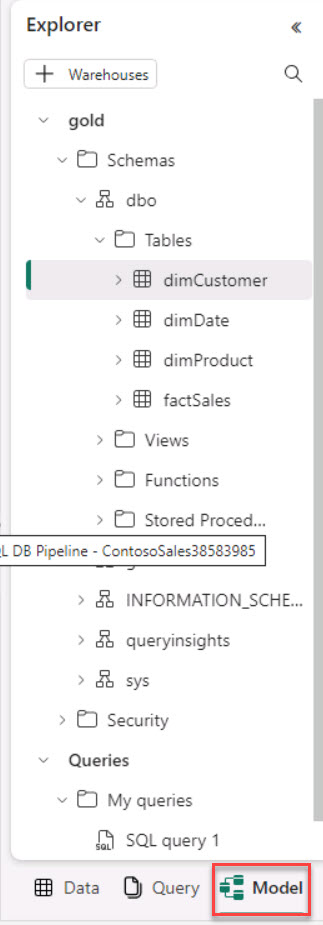 Explorer
Warehouses
gold
Schemas
dbo
Tables
dimCustomer
dimDate
dimProduct
factSales
Views
Functions
Stored Proced...
L DB Pipeline - ContosoSales38583985
INFORMATION_SCHE...
queryinsights
sys
Security
Queries
My queries
SQL query 1
Data Query Model